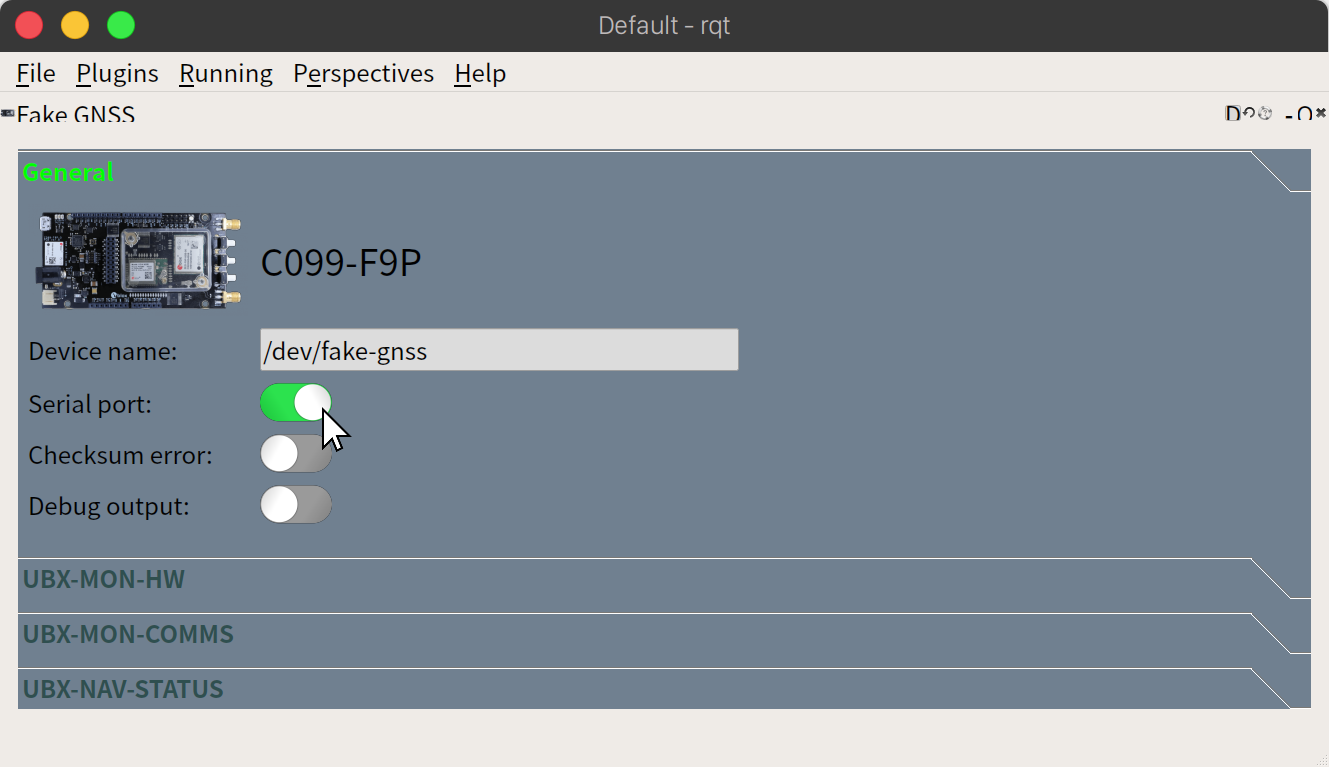 Default - rqt
File Plugins Running Perspectives Help
Fake GNSS
D
General
C099-F9P
Device name: /dev/fake-gnss
Serial port:
Checksum error:
Debug output:
UBX-MON-HW
UBX-MON-COMMS
UBX-NAV-STATUS